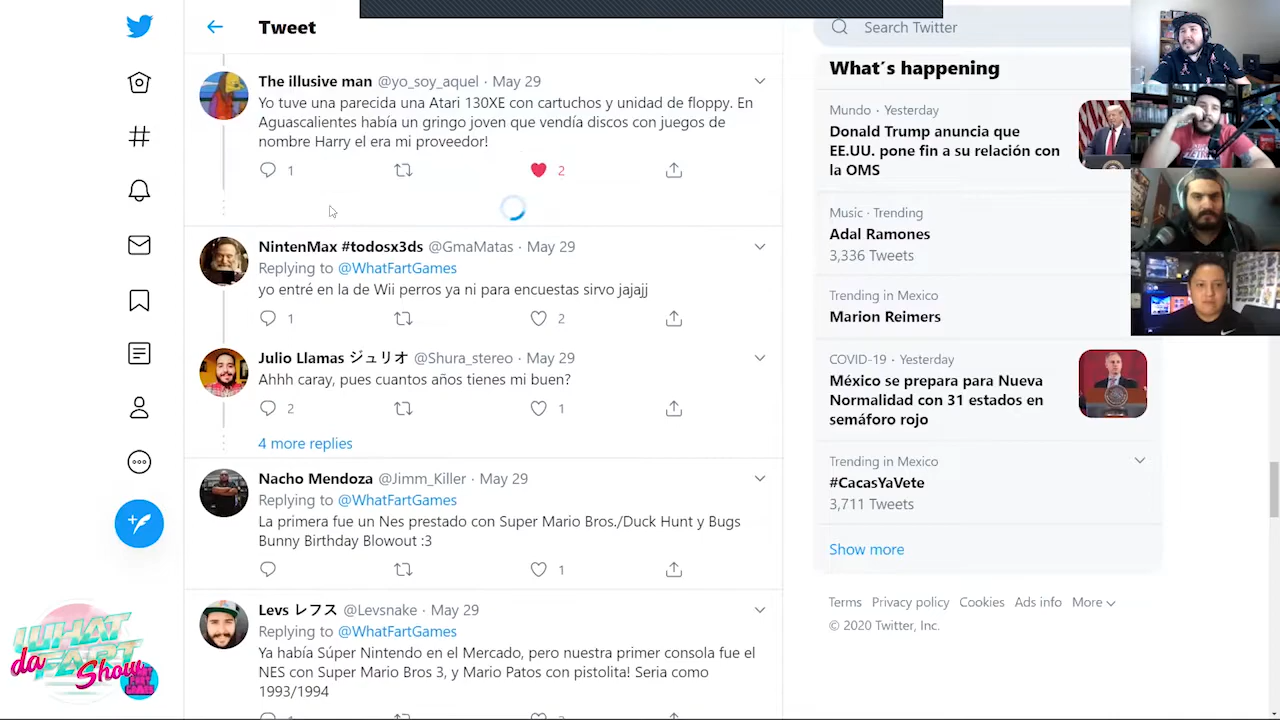 Tweet
The illusive man @yo_soy_aquel · May 29
Yo tuve una parecida una Atari 130XE con cartuchos y unidad de floppy. En
Aguascalientes había un gringo joven que vendía discos con juegos de
nombre Harry el era mi proveedor!
1
2
NintenMax #todosx3ds @GmaMatas · May 29
Replying to @WhatFartGames
yo entré en la de Wii perros ya ni para encuestas sirvo jajajj
1
2
Julio Llamas ジュリオ @Shura_stereo · May 29
Ahhh caray, pues cuantos años tienes mi buen?
2
1
4 more replies
Nacho Mendoza @Jimm_Killer · May 29
Replying to @WhatFartGames
La primera fue un Nes prestado con Super Mario Bros./Duck Hunt y Bugs
Bunny Birthday Blowout :3
1
Levs レフス @Levsnake · May 29
Replying to @WhatFartGames
Ya había Súper Nintendo en el Mercado, pero nuestra primer consola fue el
NES con Super Mario Bros 3, y Mario Patos con pistolita! Seria como
1993/1994
Search Twitter
What's happening
Mundo · Yesterday
Donald Trump anuncia que
EE.UU. pone fin a su relación con
la OMS
Music · Trending
Adal Ramones
3,336 Tweets
Trending in Mexico
Marion Reimers
COVID-19 · Yesterday
México se prepara para Nueva
Normalidad con 31 estados en
semáforo rojo
Trending in Mexico
#CacasYaVete
3,711 Tweets
Show more
Terms Privacy policy Cookies Ads info More
© 2020 Twitter, Inc.
WHAT
da FART
Show